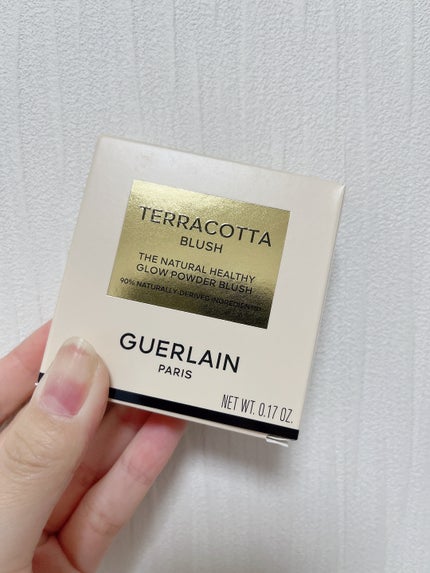 TERRACOTTA
BLUSH
THE NATURAL HEALTHY
GLOW POWDER BLUSH
90% NATURALLY-DERIVED INGREDIENTS
GUERLAIN
PARIS
NET WT. 0.17 OZ.